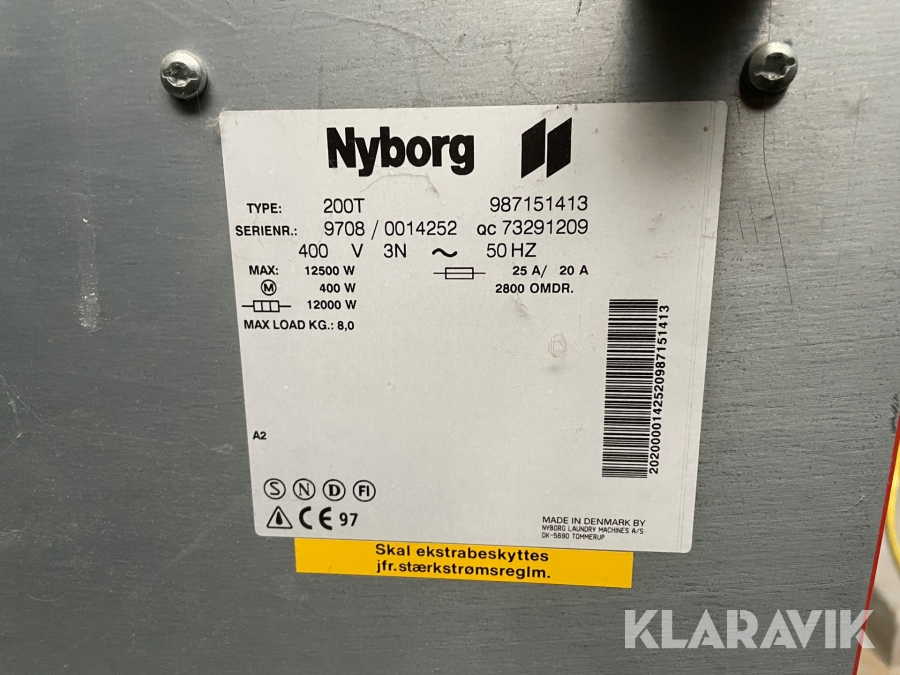 Nyborg
TYPE: 200T 987151413
SERIENR.: 9708 / 0014252 QC 73291209
400 V 3N ~ 50 HZ
MAX: 12500 W 25 A/ 20 A
M 400 W 2800 OMDR.
12000 W
MAX LOAD KG.: 8,0
2020000142520987151413
A2
S N D FI
CE 97
MADE IN DENMARK BY
NYBORG LAUNDRY MACHINES A/S
DK-5690 TOMMERUP
Skal ekstrabeskyttes
jfr.stærkstrømsreglm.
KLARAVIK